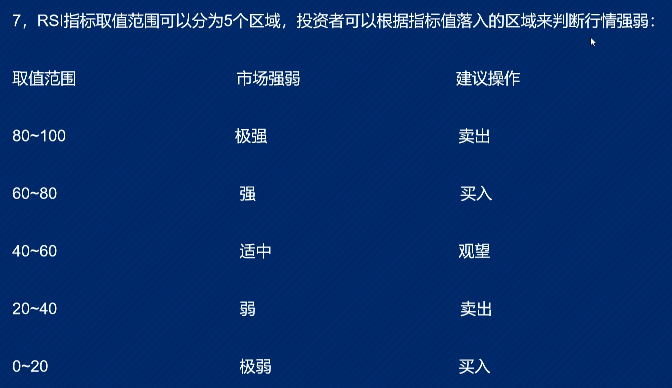 7，RSI指标取值范围可以分为5个区域，投资者可以根据指标值落入的区域来判断行情强弱：
取值范围 市场强弱 建议操作
80~100 极强 卖出
60~80 强 买入
40~60 适中 观望
20~40 弱 卖出
0~20 极弱 买入